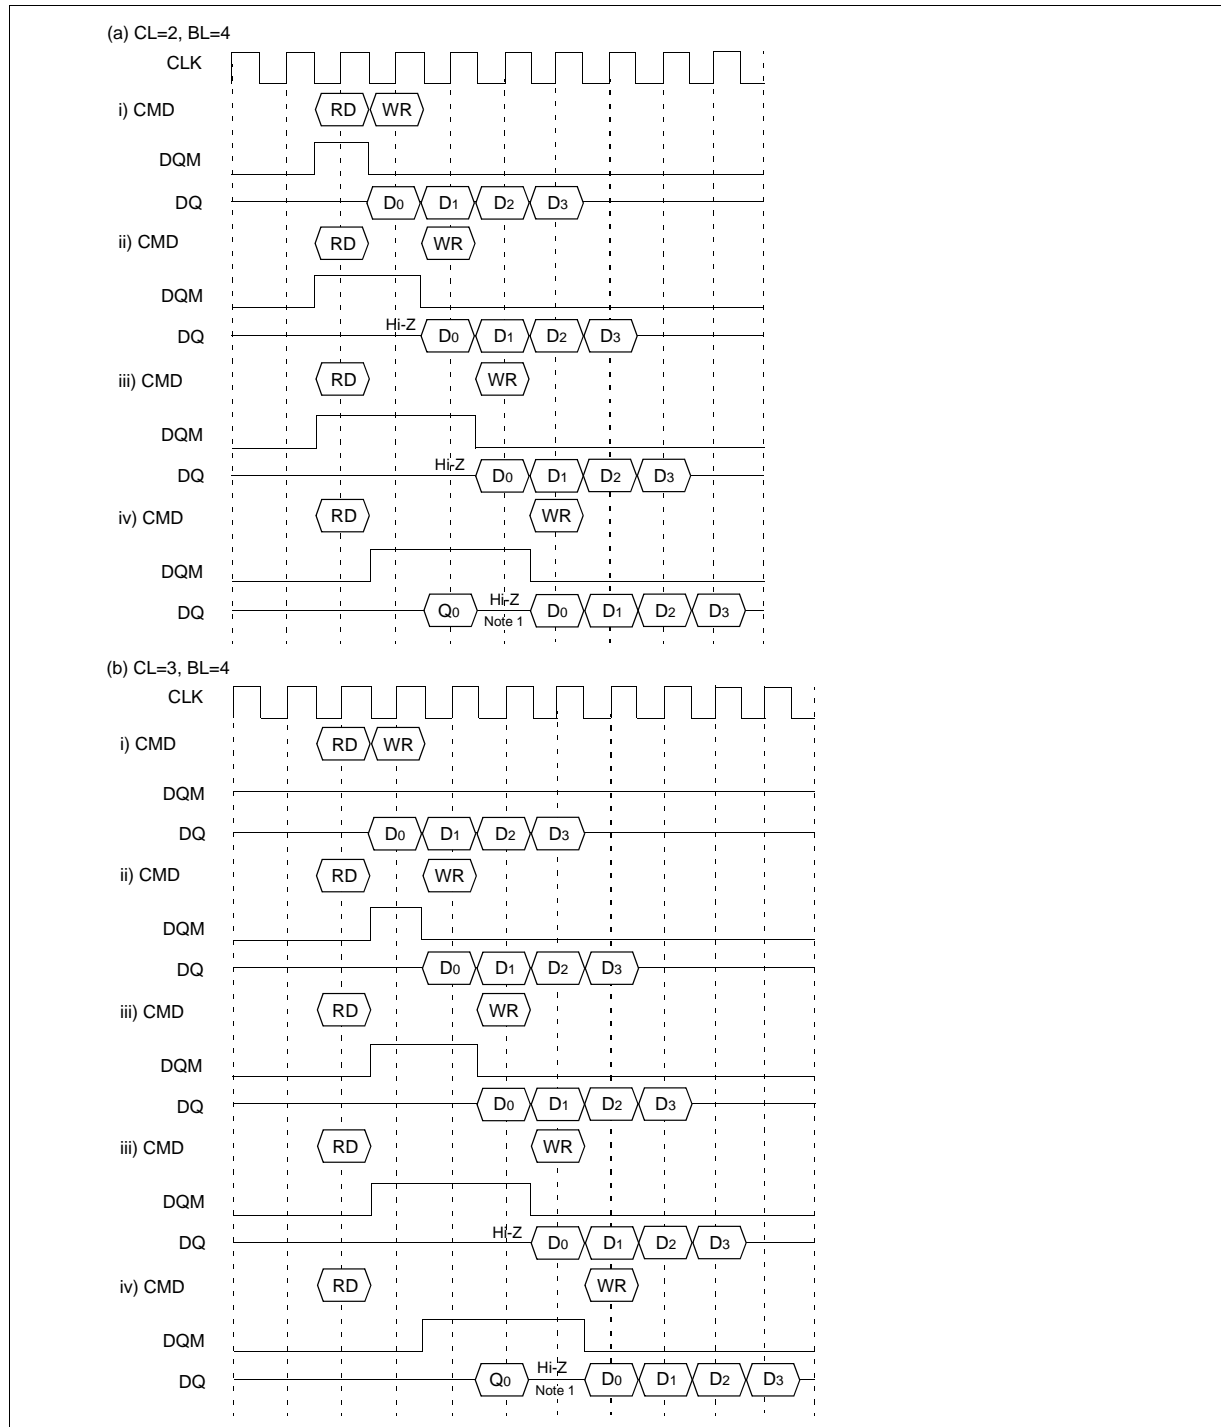 (a) CL=2, BL=4
CLK
i) CMD RD WR
DQM
DQ D0 D1 D2 D3
ii) CMD RD WR
DQM
DQ Hi-Z D0 D1 D2 D3
iii) CMD RD WR
DQM
DQ Hi-Z D0 D1 D2 D3
iv) CMD RD WR
DQM
DQ Q0 Hi-Z D0 D1 D2 D3
Note 1
(b) CL=3, BL=4
CLK
i) CMD RD WR
DQM
DQ D0 D1 D2 D3
ii) CMD RD WR
DQM
DQ D0 D1 D2 D3
iii) CMD RD WR
DQM
DQ D0 D1 D2 D3
iii) CMD RD WR
DQM
DQ Hi-Z D0 D1 D2 D3
iv) CMD RD WR
DQM
DQ Q0 Hi-Z D0 D1 D2 D3
Note 1